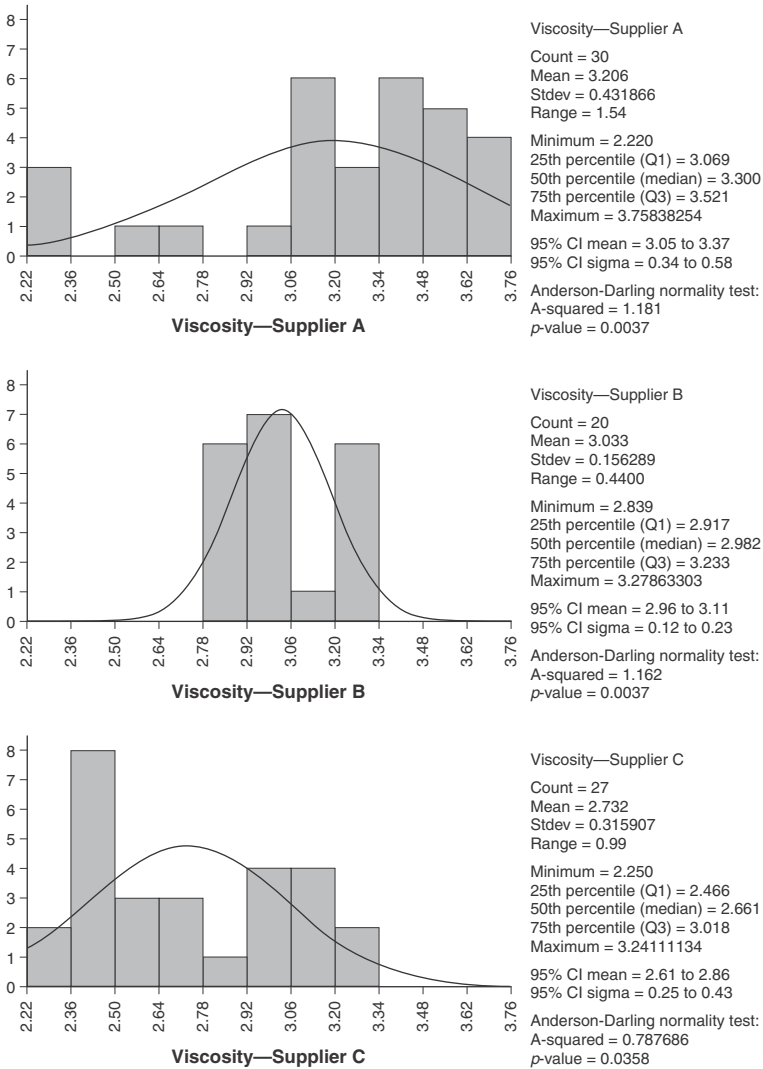 8
7
6
5
4
3
2
1
0
2.22 2.36 2.50 2.64 2.78 2.92 3.06 3.20 3.34 3.48 3.62 3.76
Viscosity—Supplier A
Viscosity—Supplier A
Count = 30
Mean = 3.206
Stdev = 0.431866
Range = 1.54
Minimum = 2.220
25th percentile (Q1) = 3.069
50th percentile (median) = 3.300
75th percentile (Q3) = 3.521
Maximum = 3.75838254
95% CI mean = 3.05 to 3.37
95% CI sigma = 0.34 to 0.58
Anderson-Darling normality test:
A-squared = 1.181
p-value = 0.0037
8
7
6
5
4
3
2
1
0
2.22 2.36 2.50 2.64 2.78 2.92 3.06 3.20 3.34 3.48 3.62 3.76
Viscosity—Supplier B
Viscosity—Supplier B
Count = 20
Mean = 3.033
Stdev = 0.156289
Range = 0.4400
Minimum = 2.839
25th percentile (Q1) = 2.917
50th percentile (median) = 2.982
75th percentile (Q3) = 3.233
Maximum = 3.27863303
95% CI mean = 2.96 to 3.11
95% CI sigma = 0.12 to 0.23
Anderson-Darling normality test:
A-squared = 1.162
p-value = 0.0037
8
7
6
5
4
3
2
1
0
2.22 2.36 2.50 2.64 2.78 2.92 3.06 3.20 3.34 3.48 3.62 3.76
Viscosity—Supplier C
Viscosity—Supplier C
Count = 27
Mean = 2.732
Stdev = 0.315907
Range = 0.99
Minimum = 2.250
25th percentile (Q1) = 2.466
50th percentile (median) = 2.661
75th percentile (Q3) = 3.018
Maximum = 3.24111134
95% CI mean = 2.61 to 2.86
95% CI sigma = 0.25 to 0.43
Anderson-Darling normality test:
A-squared = 0.787686
p-value = 0.0358